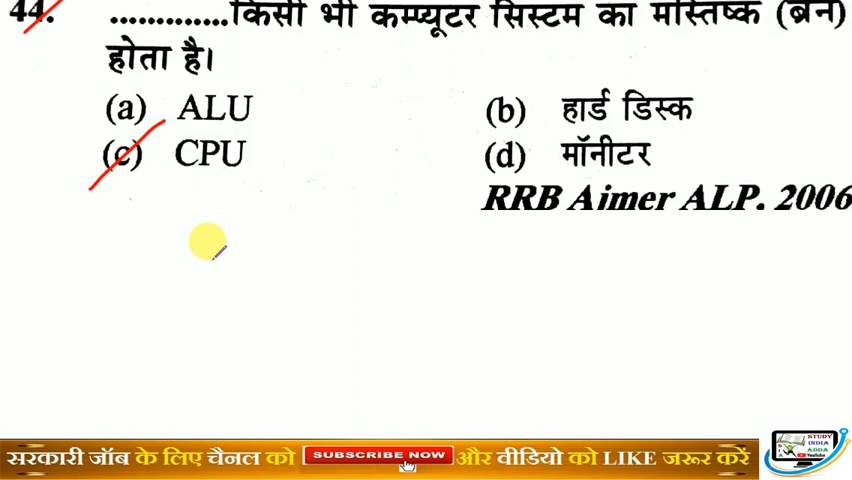 44. ..............किसी भी कम्प्यूटर सिस्टम का मस्तिष्क (ब्रेन)
होता है।
(a) ALU (b) हार्ड डिस्क
(c) CPU (d) मॉनीटर
RRB Ajmer ALP. 2006
सरकारी जॉब के लिए चैनल को SUBSCRIBE NOW और वीडियो को LIKE जरूर करें
STUDY
INDIA
ADDA
YouTube